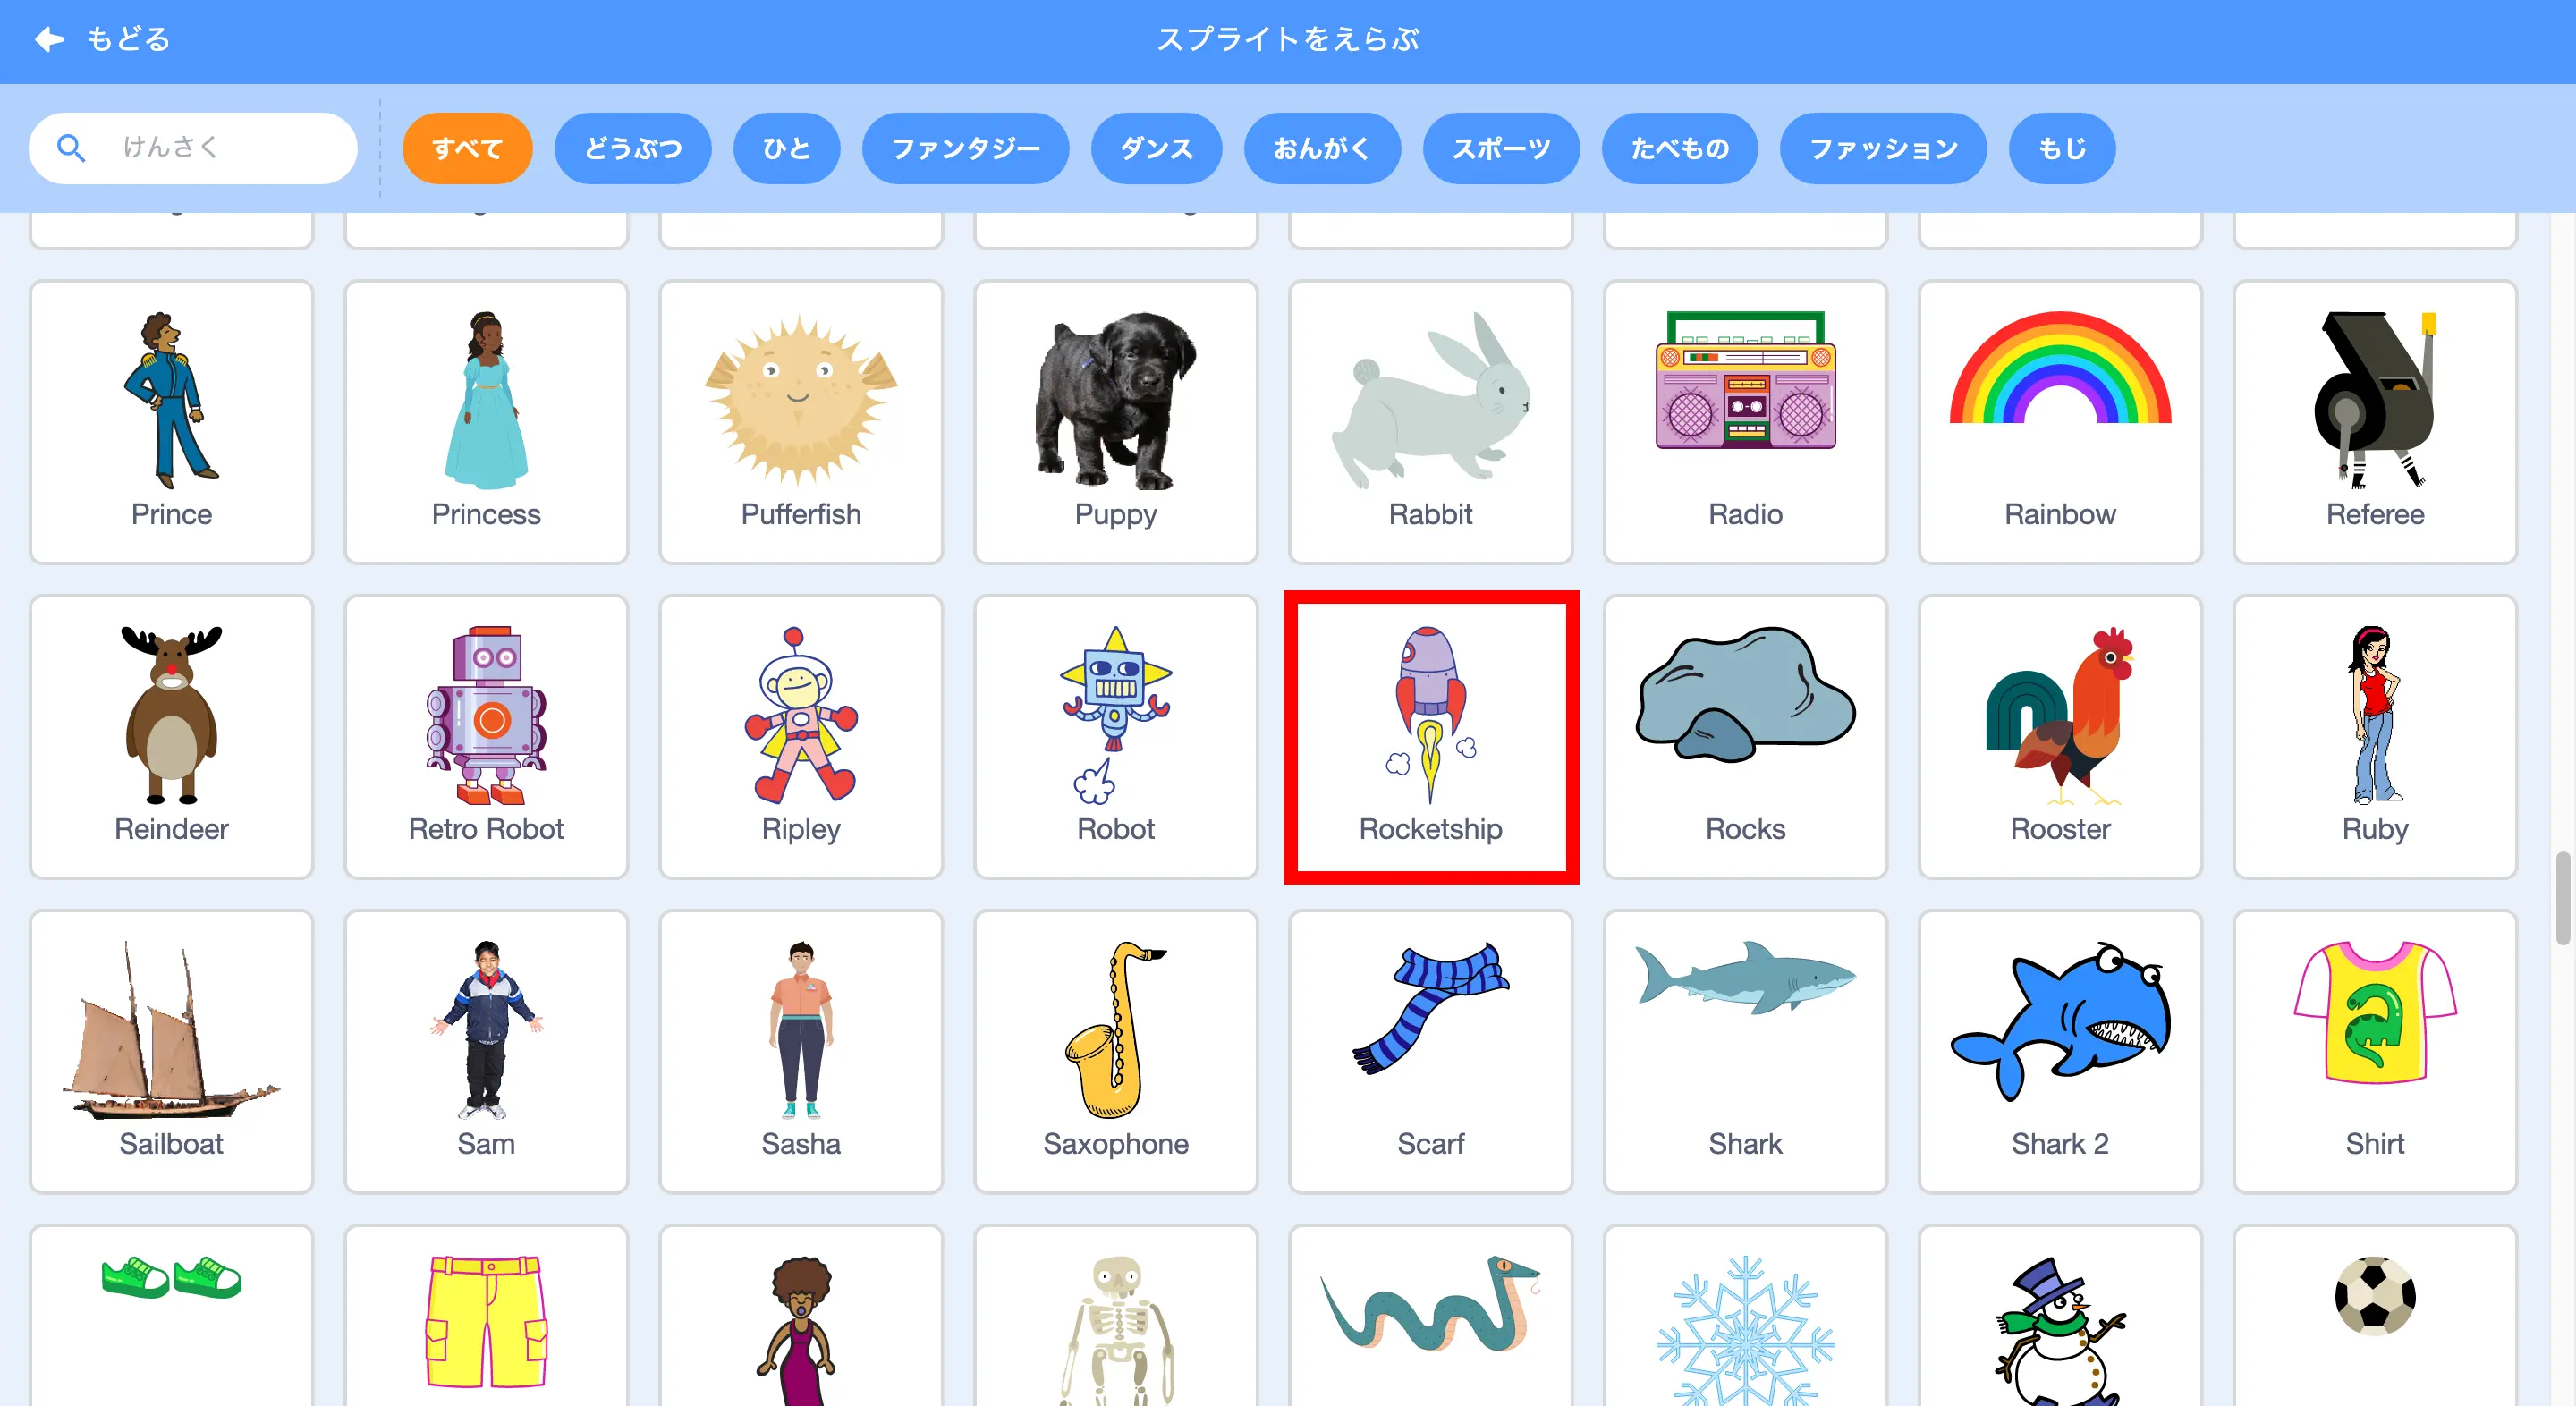 もどる
スプライトをえらぶ
けんさく
すべて
どうぶつ
ひと
ファンタジー
ダンス
おんがく
スポーツ
たべもの
ファッション
もじ
Prince
Princess
Pufferfish
Puppy
Rabbit
Radio
Rainbow
Referee
Reindeer
Retro Robot
Ripley
Robot
Rocketship
Rocks
Rooster
Ruby
Sailboat
Sam
Sasha
Saxophone
Scarf
Shark
Shark 2
Shirt